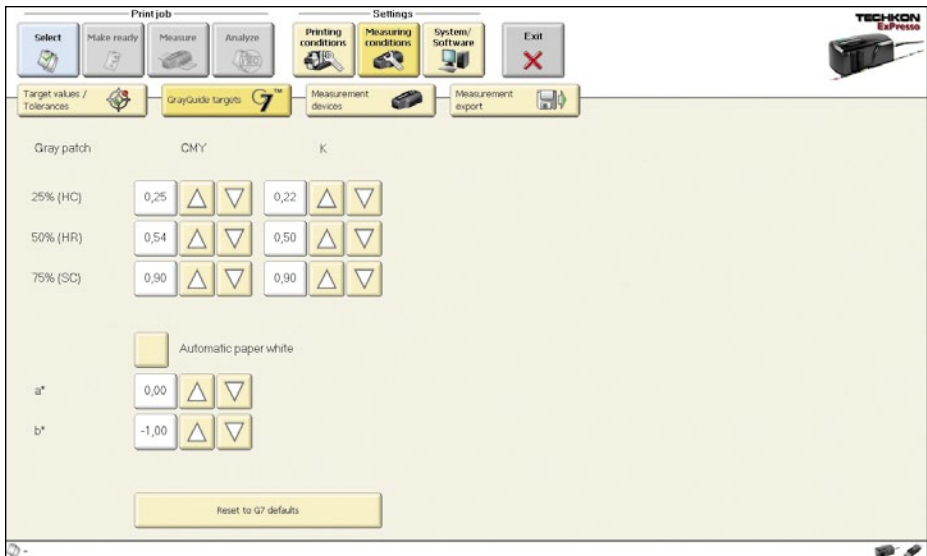 Print job
Settings
Select
Make ready
Measure
Analyze
Printing
conditions
Measuring
conditions
System/
Software
Exit
TECHKON
ExPresso
Target values /
Tolerances
GrayGuide targets G7™
Measurement
devices
Measurement
export
Gray patch CMY K
25% (HC) 0,25 0,22
50% (HR) 0,54 0,50
75% (SC) 0,90 0,90
Automatic paper white
a* 0,00
b* -1,00
Reset to G7 defaults
-